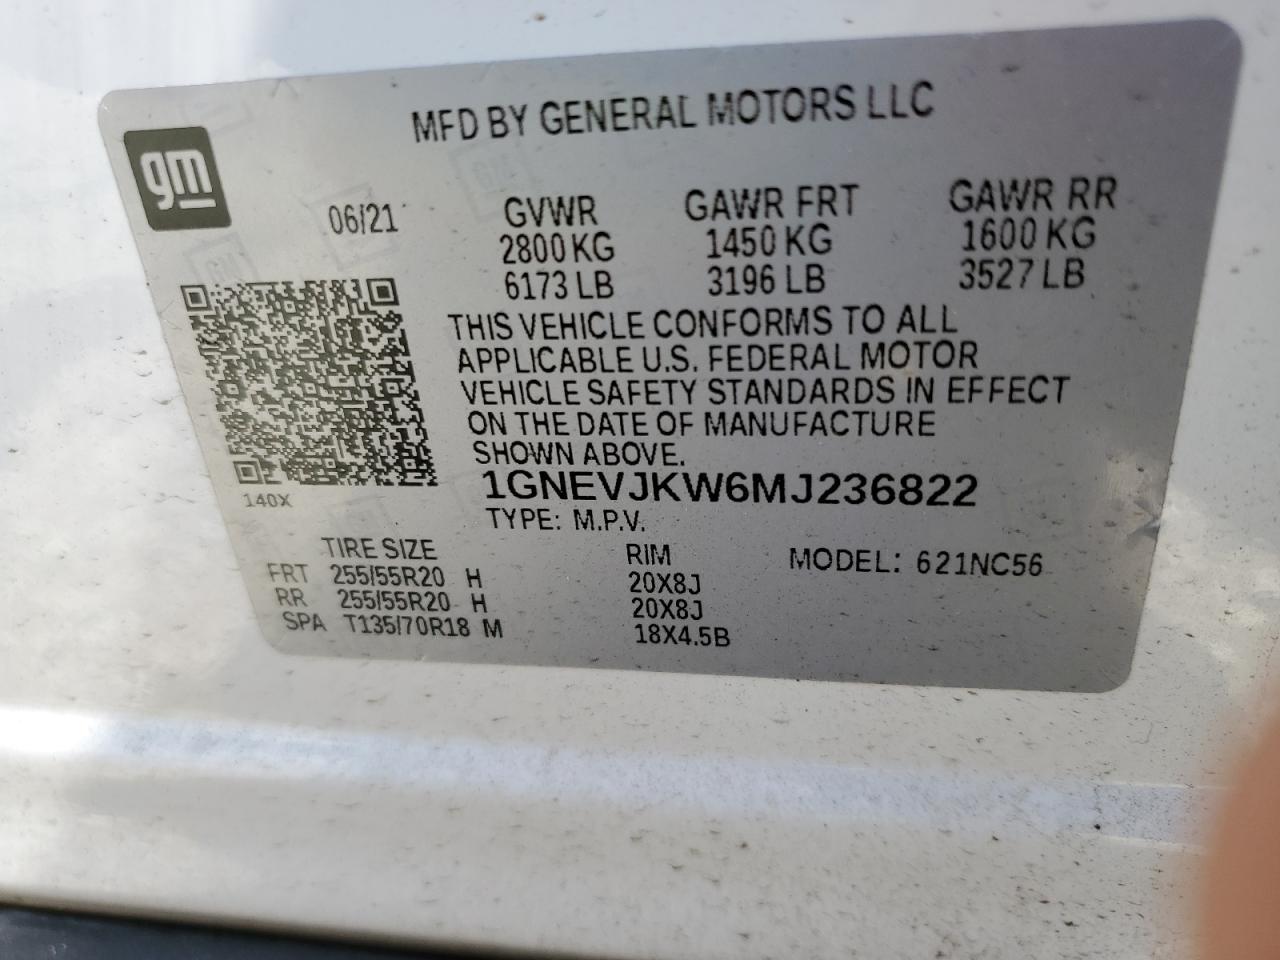 MFD BY GENERAL MOTORS LLC
gm
06/21 GVWR GAWR FRT GAWR RR
2800 KG 1450 KG 1600 KG
6173 LB 3196 LB 3527 LB
THIS VEHICLE CONFORMS TO ALL
APPLICABLE U.S. FEDERAL MOTOR
VEHICLE SAFETY STANDARDS IN EFFECT
ON THE DATE OF MANUFACTURE
SHOWN ABOVE.
1GNEVJKW6MJ236822
140X
TYPE: M.P.V.
TIRE SIZE RIM MODEL: 621NC56
FRT 255/55R20 H 20X8J
RR 255/55R20 H 20X8J
SPA T135/70R18 M 18X4.5B